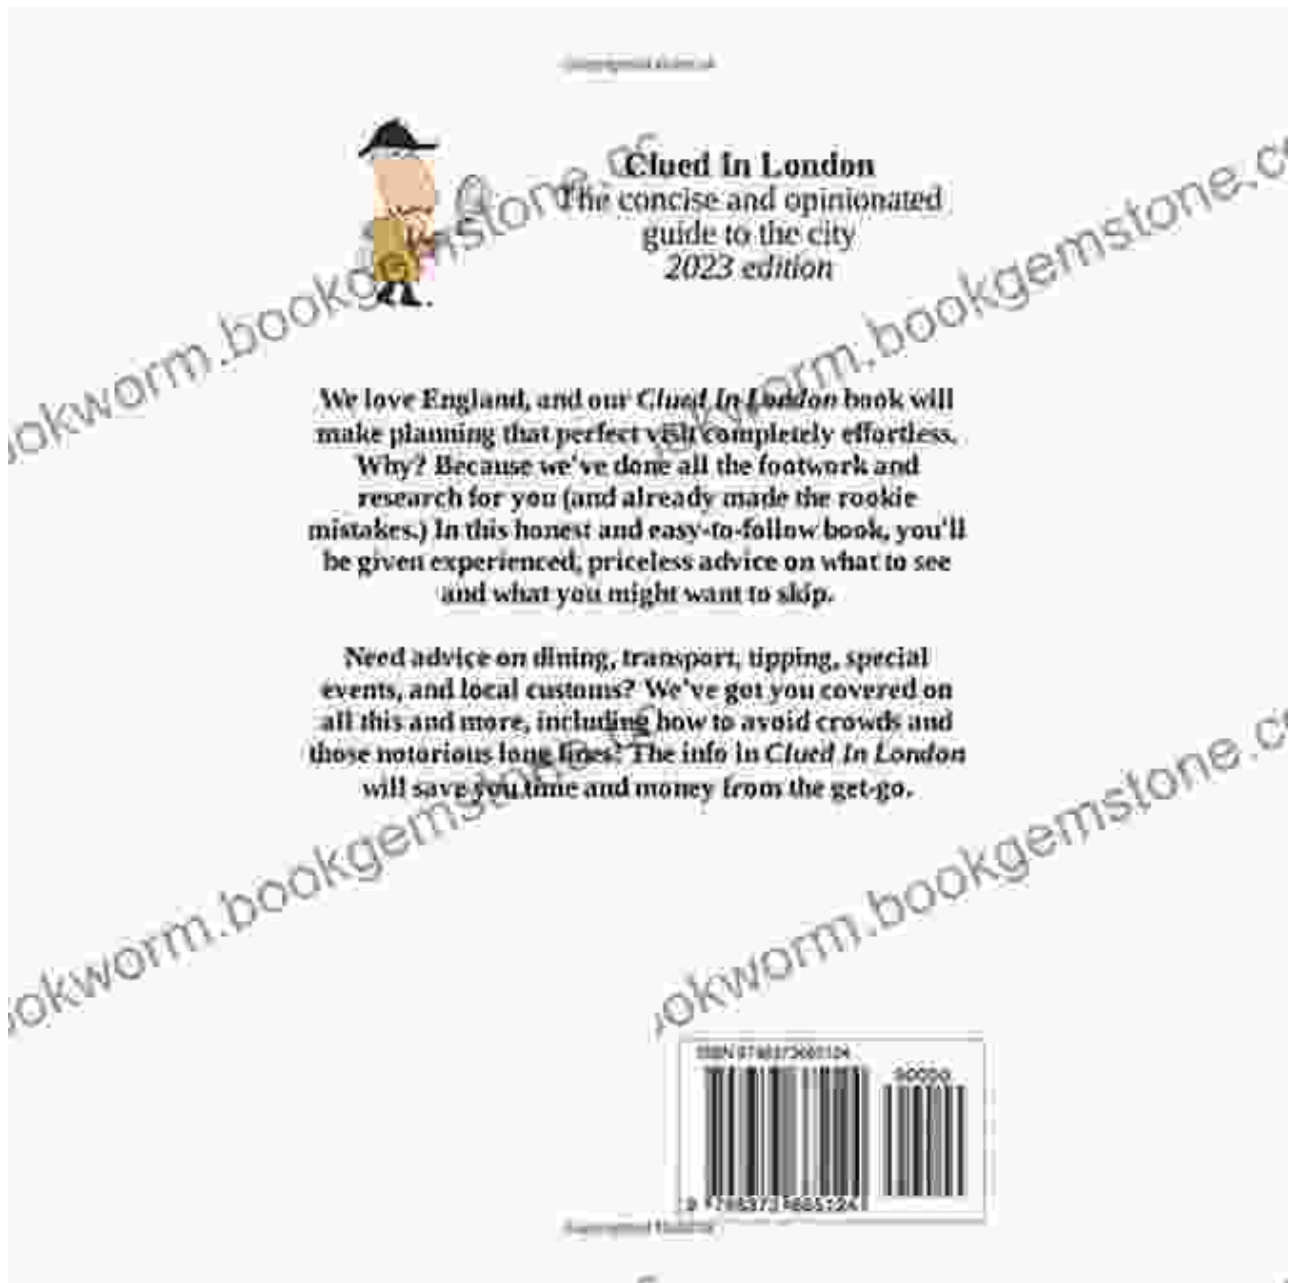 Clued In London
The concise and opinionated
guide to the city
2023 edition
We love England, and our Clued In London book will
make planning that perfect visit completely effortless.
Why? Because we've done all the footwork and
research for you (and already made the rookie
mistakes.) In this honest and easy-to-follow book, you'll
be given experienced, priceless advice on what to see
and what you might want to skip.
Need advice on dining, transport, tipping, special
events, and local customs? We've got you covered on
all this and more, including how to avoid crowds and
those notorious long lines! The info in Clued In London
will save you time and money from the get-go.
okworm.bookgemstone.c
okworm.bookgemstone.c
okworm.bookgemstone.c
okworm.bookgemstone.c
ISBN
90000